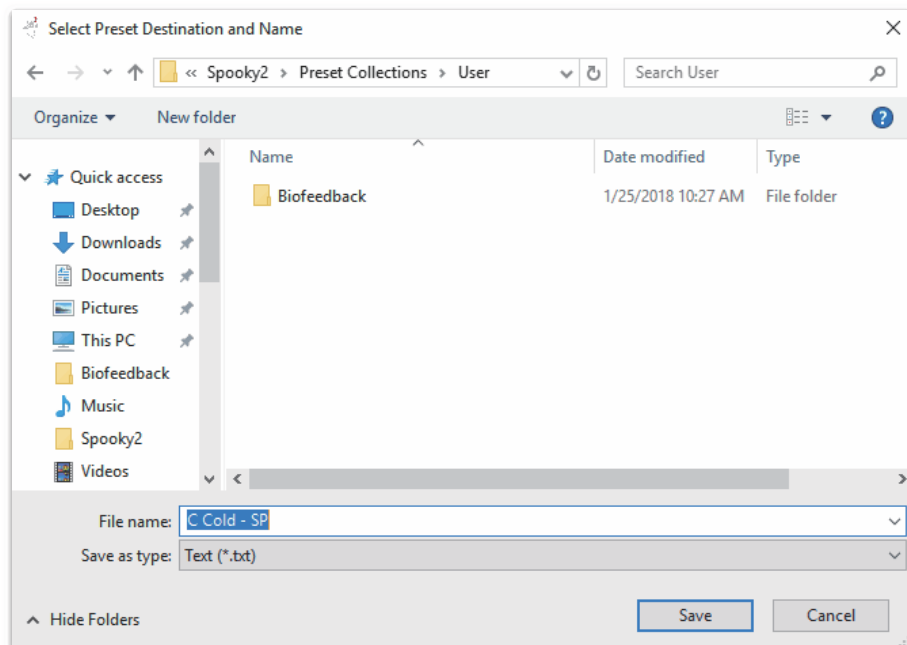 Select Preset Destination and Name
« Spooky2 › Preset Collections › User
Search User
Organize
New folder
Name
Date modified
Type
Quick access
Desktop
Downloads
Documents
Pictures
This PC
Biofeedback
Music
Spooky2
Videos
Biofeedback 1/25/2018 10:27 AM File folder
File name: C Cold - SP
Save as type: Text (*.txt)
Hide Folders
Save
Cancel